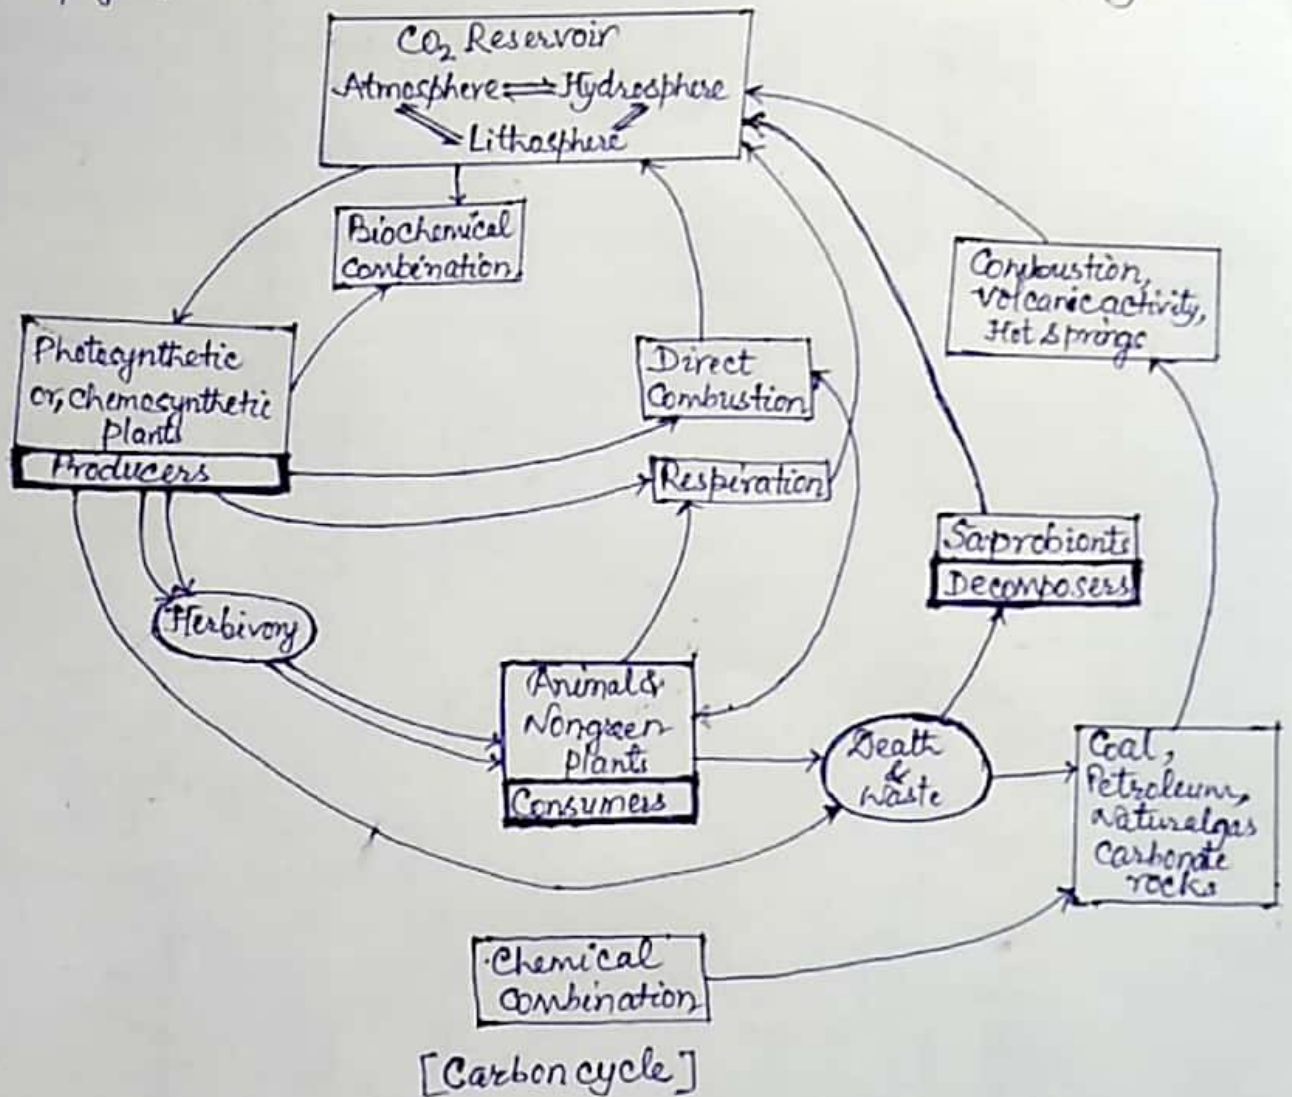 CO₂ Reservoir
Atmosphere ⇌ Hydrosphere
Lithosphere
Biochemical
combination
Photosynthetic
or, chemosynthetic
plants
Producers
Direct
Combustion
Respiration
Combustion,
volcanic activity,
Hot springs
Saprobionts
Decomposers
Herbivory
Animal &
Nongreen
plants
Consumers
Death
&
waste
Coal,
Petroleum,
Natural gas
Carbonate
rocks
Chemical
Combination
[Carbon cycle]